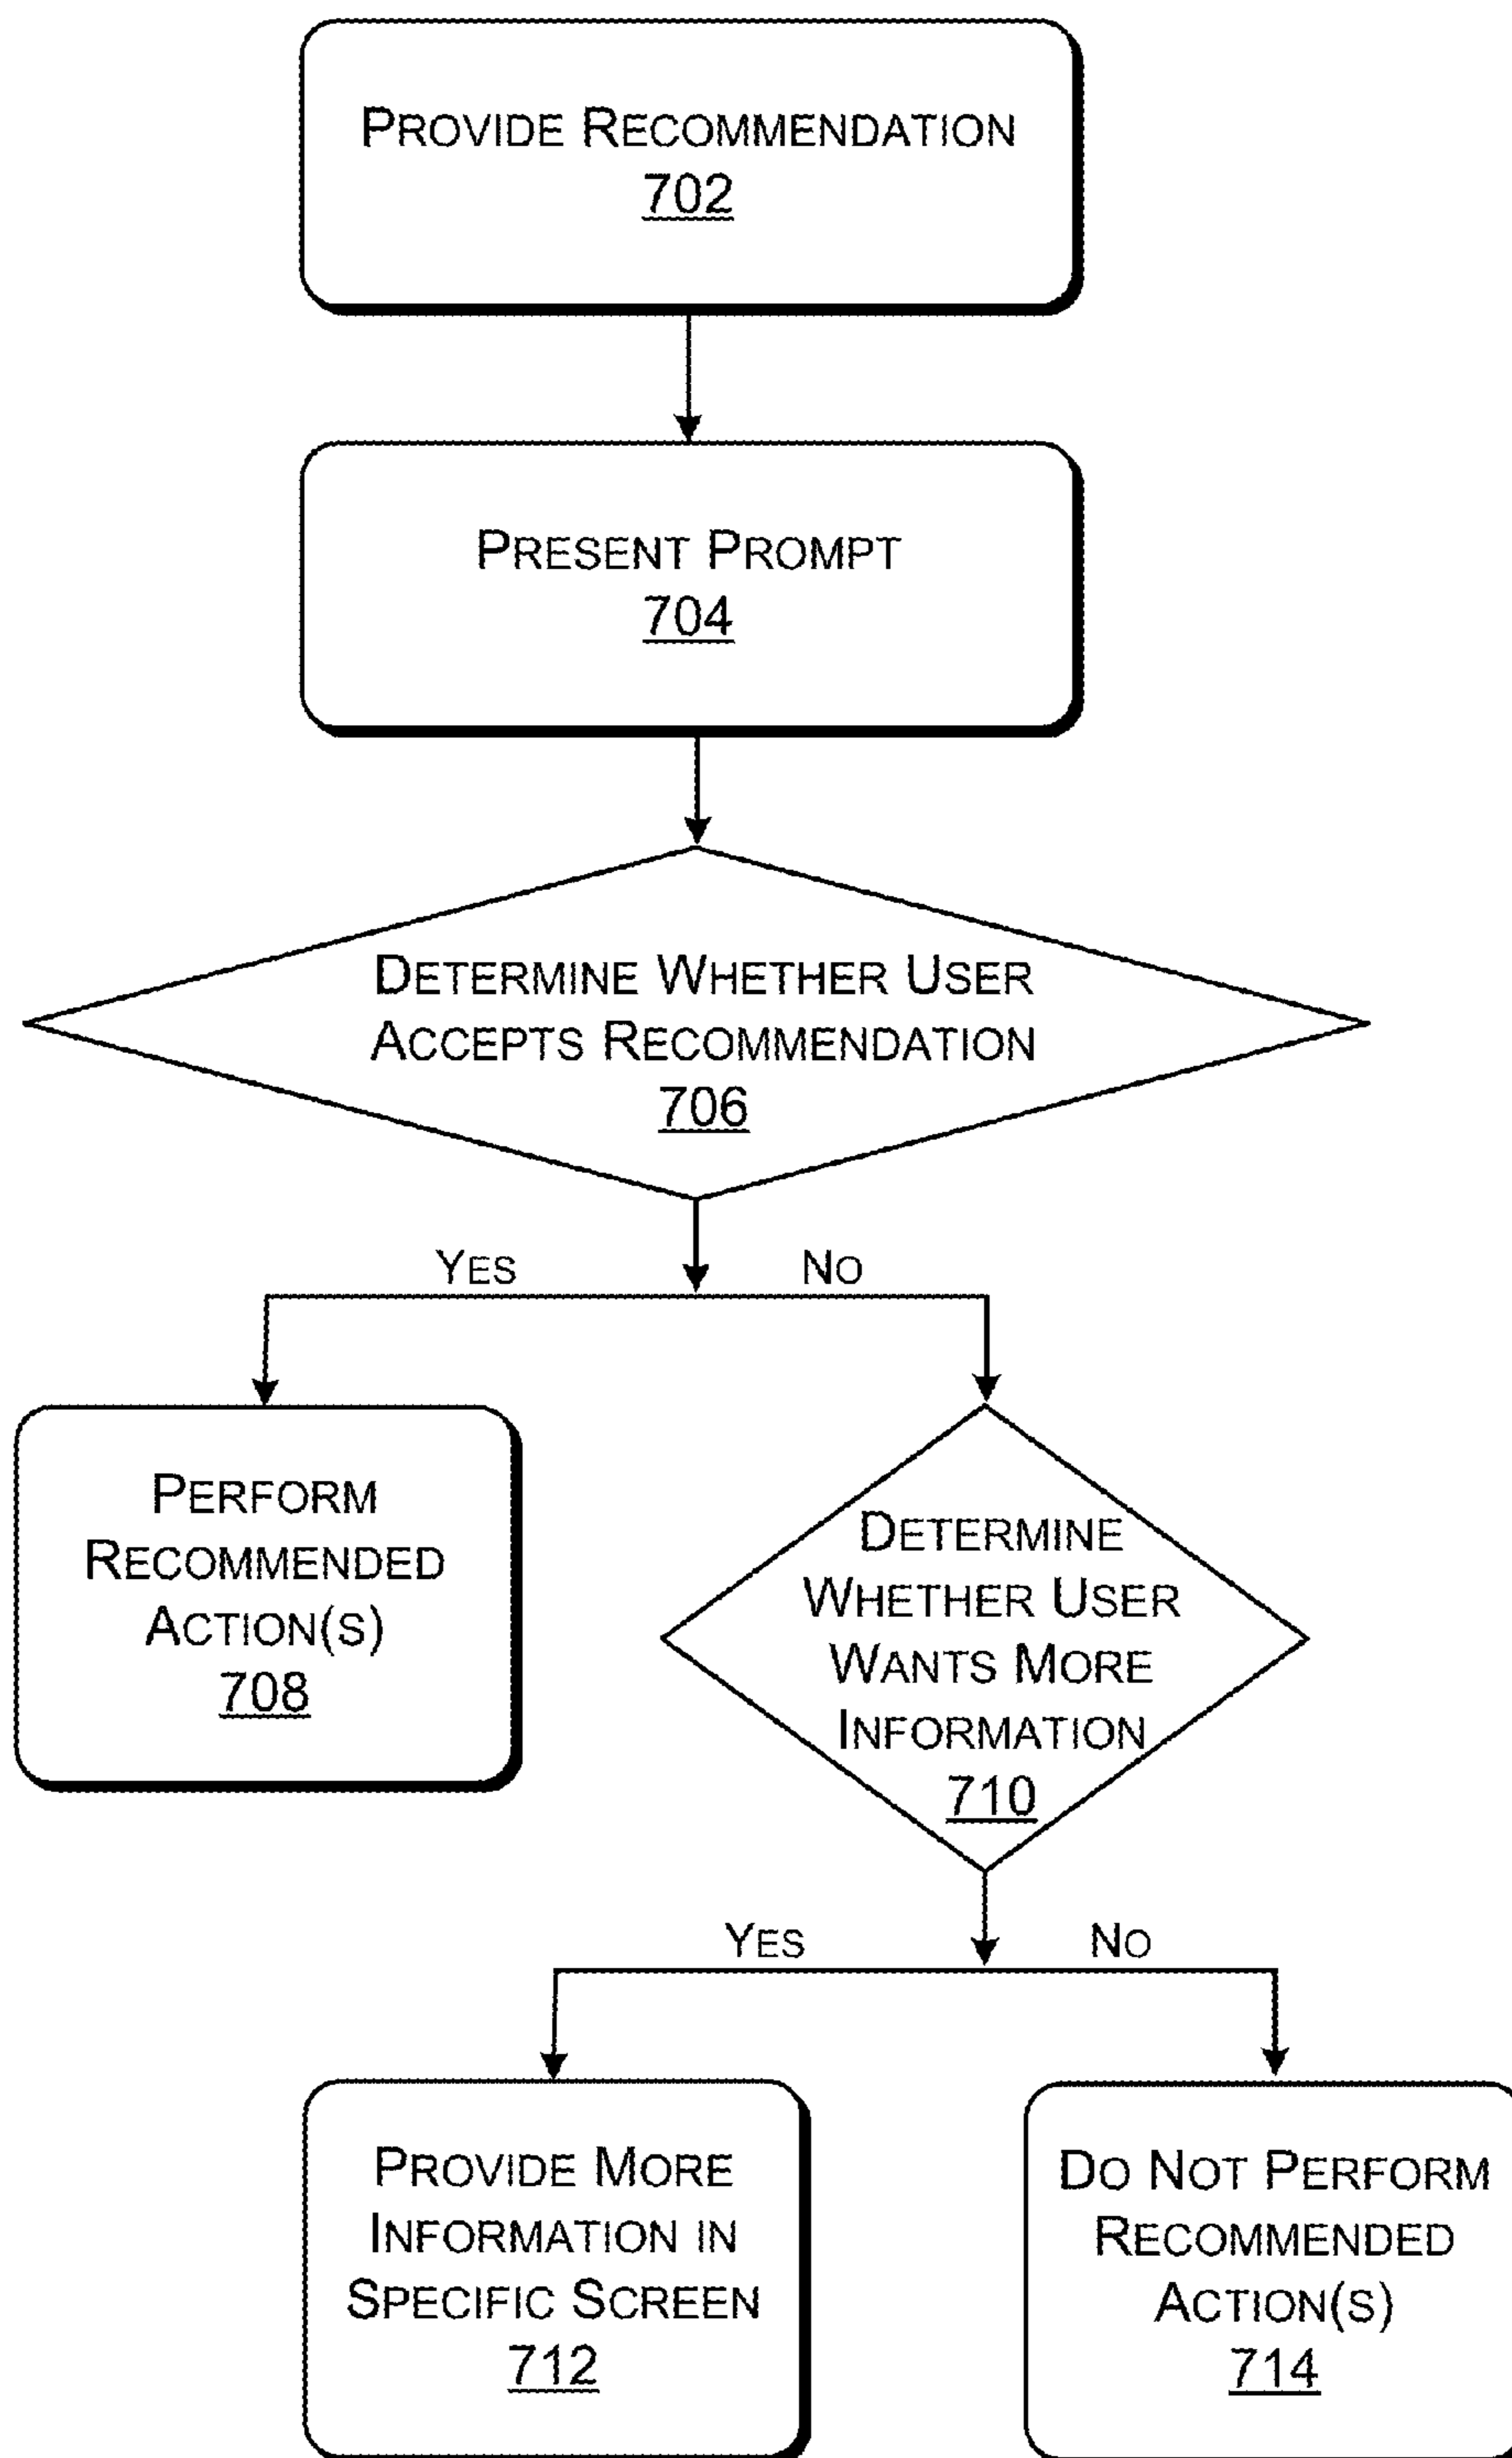 PROVIDE RECOMMENDATION
702
PRESENT PROMPT
704
DETERMINE WHETHER USER
ACCEPTS RECOMMENDATION
706
YES
NO
PERFORM
RECOMMENDED
ACTION(S)
708
DETERMINE
WHETHER USER
WANTS MORE
INFORMATION
710
YES
NO
PROVIDE MORE
INFORMATION IN
SPECIFIC SCREEN
712
DO NOT PERFORM
RECOMMENDED
ACTION(S)
714